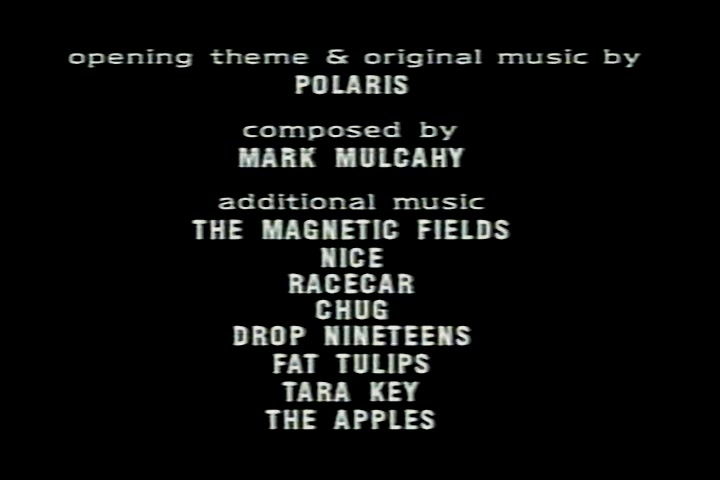 opening theme & original music by
POLARIS
composed by
MARK MULCAHY
additional music
THE MAGNETIC FIELDS
NICE
RACECAR
CHUG
DROP NINETEENS
FAT TULIPS
TARA KEY
THE APPLES